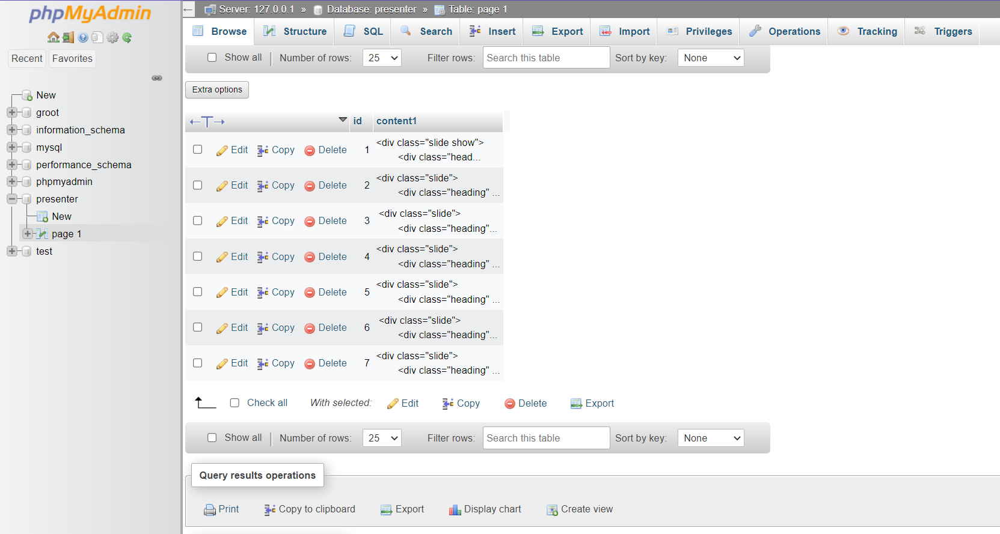 phpMyAdmin
Recent Favorites
New
groot
information_schema
mysql
performance_schema
phpmyadmin
presenter
New
page 1
test
Server: 127.0.0.1 » Database: presenter » Table: page 1
Browse Structure SQL Search Insert Export Import Privileges Operations Tracking Triggers
Show all Number of rows: 25 Filter rows: Search this table Sort by key: None
Extra options
id content1
Edit Copy Delete 1 <div class="slide show">
<div class="head...
Edit Copy Delete 2 <div class="slide">
<div class="heading" ...
Edit Copy Delete 3 <div class="slide">
<div class="heading"...
Edit Copy Delete 4 <div class="slide">
<div class="heading" ...
Edit Copy Delete 5 <div class="slide">
<div class="heading" ...
Edit Copy Delete 6 <div class="slide">
<div class="heading"...
Edit Copy Delete 7 <div class="slide">
<div class="heading" ...
Check all With selected: Edit Copy Delete Export
Show all Number of rows: 25 Filter rows: Search this table Sort by key: None
Query results operations
Print Copy to clipboard Export Display chart Create view